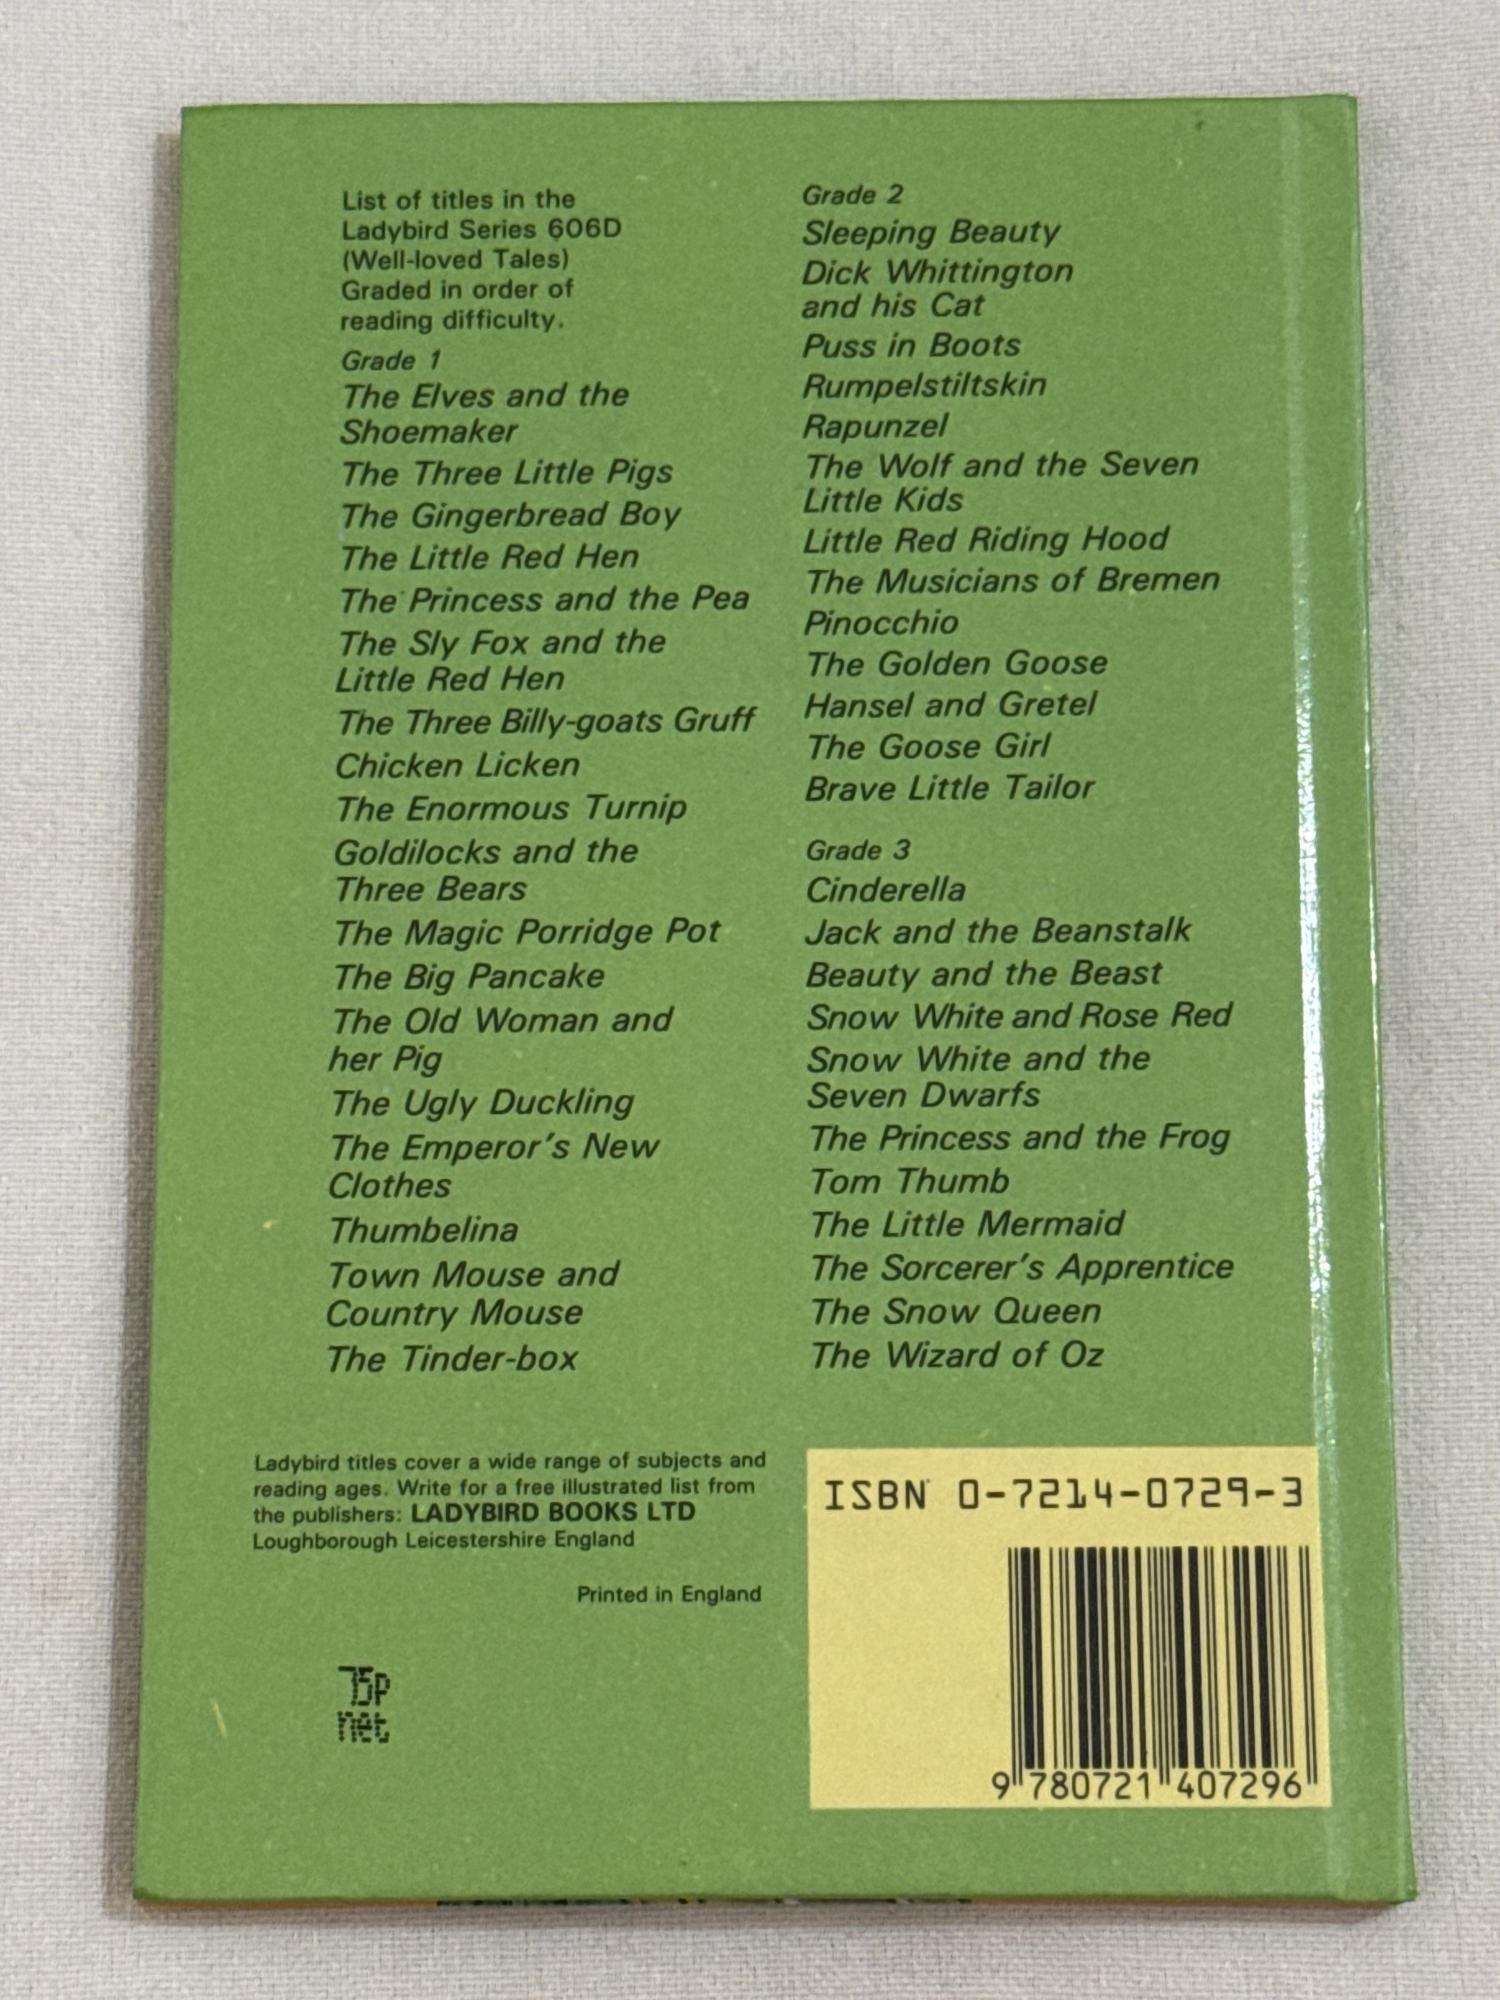 List of titles in the
Ladybird Series 606D
(Well-loved Tales)
Graded in order of
reading difficulty.
Grade 1
The Elves and the
Shoemaker
The Three Little Pigs
The Gingerbread Boy
The Little Red Hen
The Princess and the Pea
The Sly Fox and the
Little Red Hen
The Three Billy-goats Gruff
Chicken Licken
The Enormous Turnip
Goldilocks and the
Three Bears
The Magic Porridge Pot
The Big Pancake
The Old Woman and
her Pig
The Ugly Duckling
The Emperor's New
Clothes
Thumbelina
Town Mouse and
Country Mouse
The Tinder-box
Grade 2
Sleeping Beauty
Dick Whittington
and his Cat
Puss in Boots
Rumpelstiltskin
Rapunzel
The Wolf and the Seven
Little Kids
Little Red Riding Hood
The Musicians of Bremen
Pinocchio
The Golden Goose
Hansel and Gretel
The Goose Girl
Brave Little Tailor
Grade 3
Cinderella
Jack and the Beanstalk
Beauty and the Beast
Snow White and Rose Red
Snow White and the
Seven Dwarfs
The Princess and the Frog
Tom Thumb
The Little Mermaid
The Sorcerer's Apprentice
The Snow Queen
The Wizard of Oz
Ladybird titles cover a wide range of subjects and
reading ages. Write for a free illustrated list from
the publishers: LADYBIRD BOOKS LTD
Loughborough Leicestershire England
Printed in England
75p
net
ISBN 0-7214-0729-3
9 780721 407296